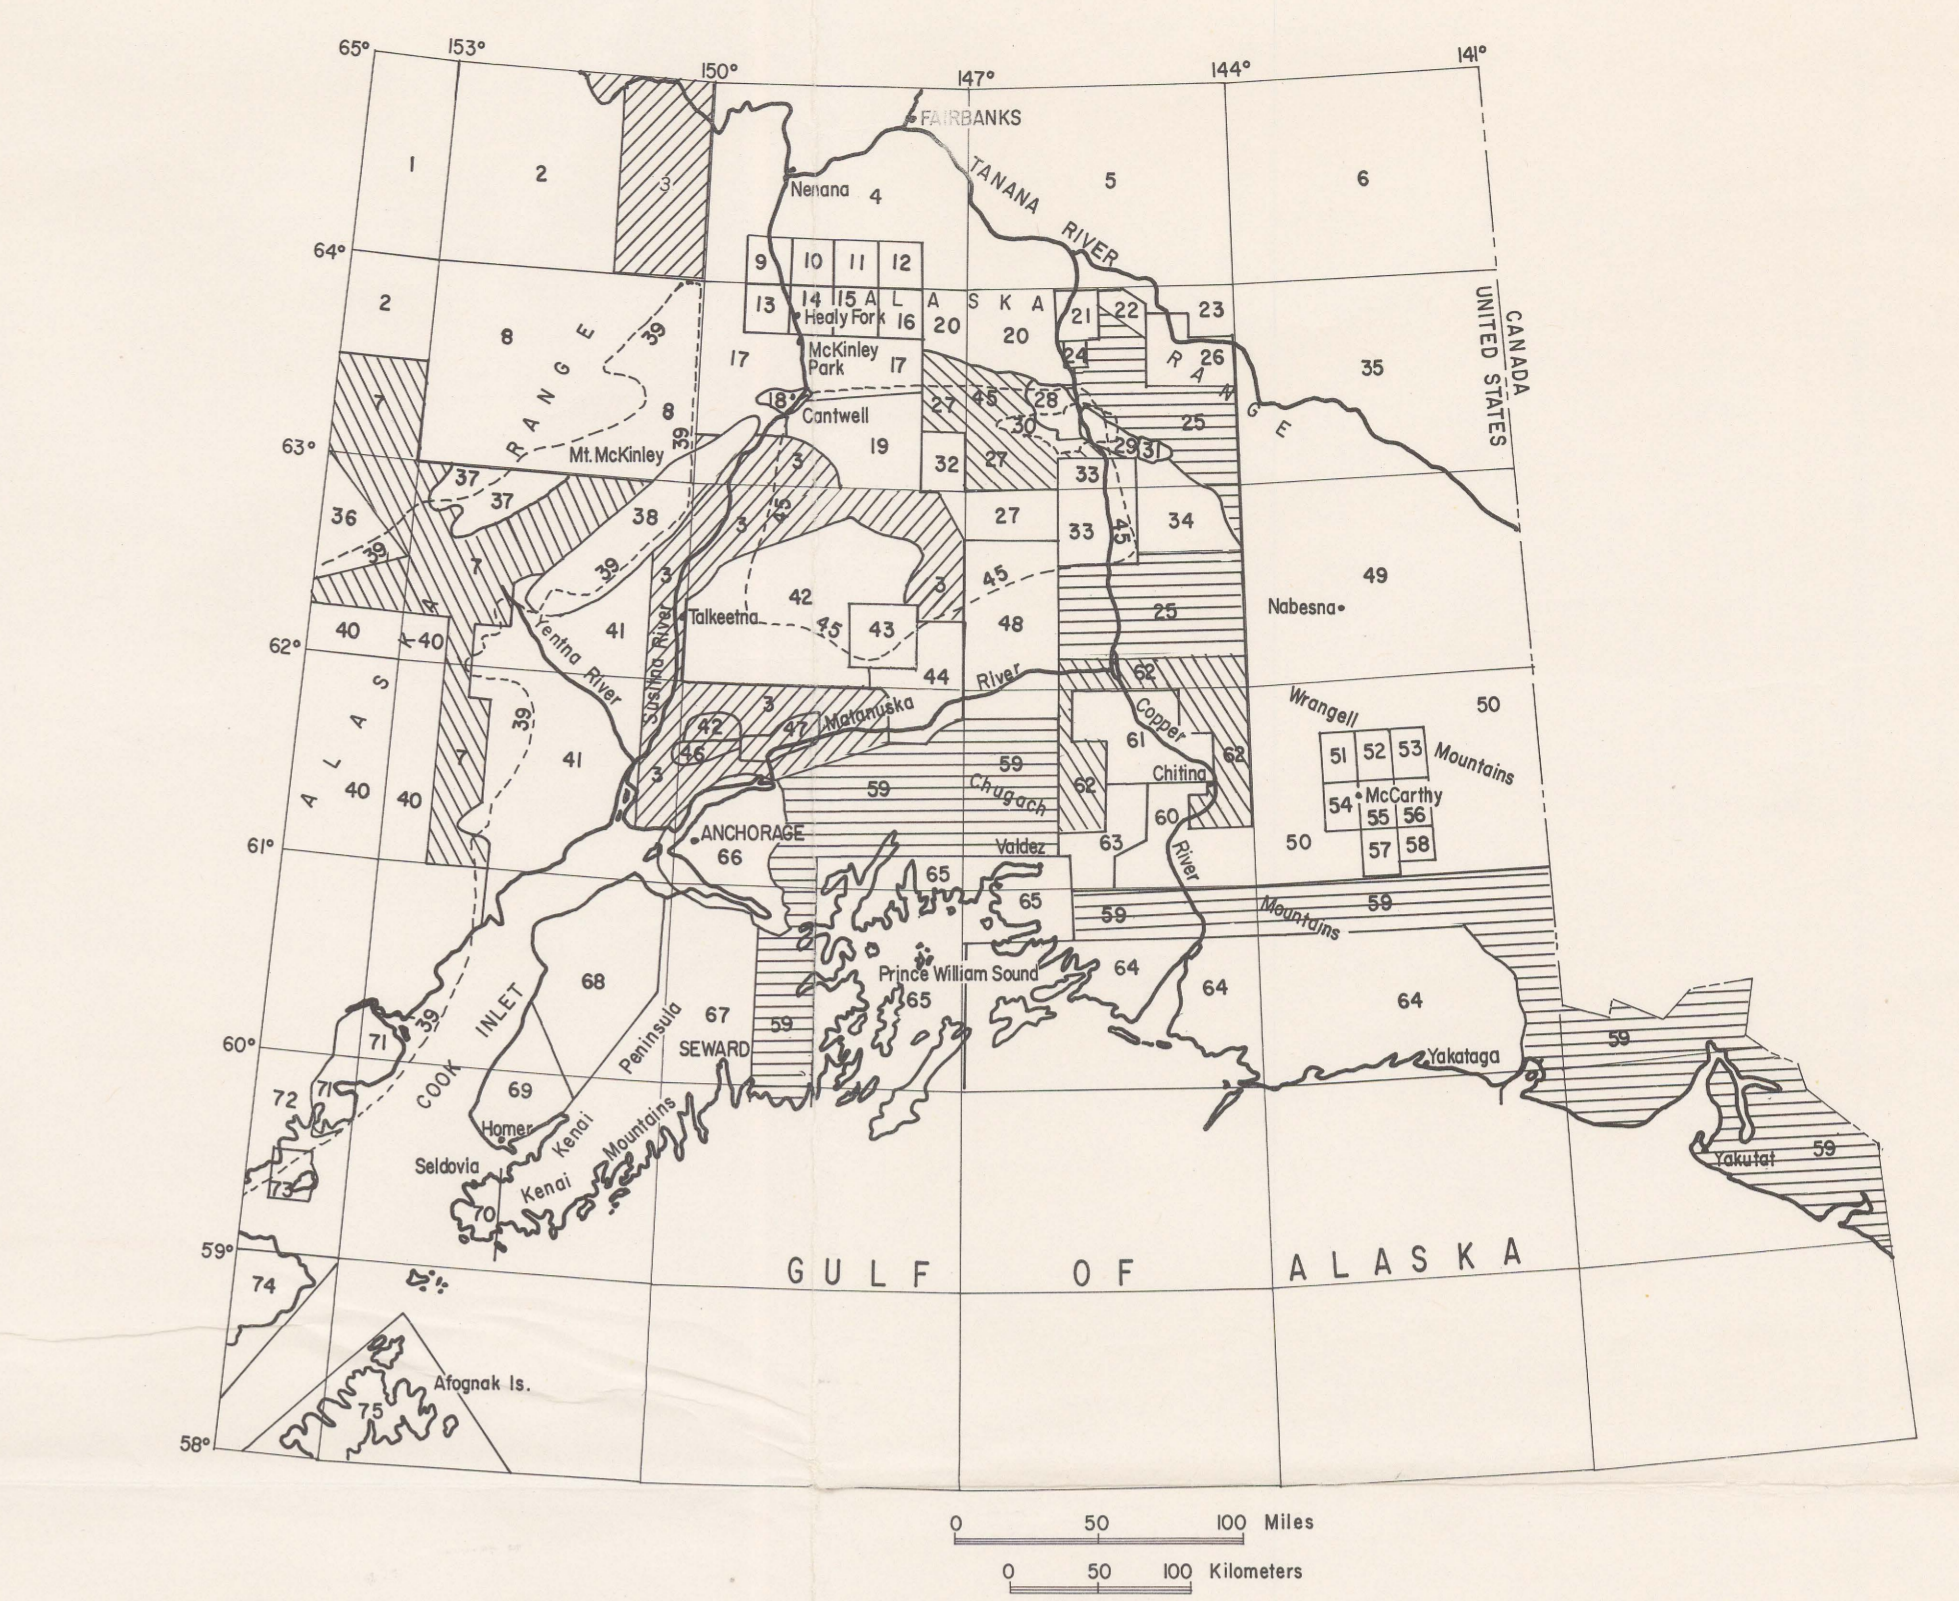 65°
153°
150°
147°
144°
141°
FAIRBANKS
1
2
3
Nenana
4
TANANA
RIVER
5
6
64°
9
10
11
12
2
8
39
13
14
15
16
Healy Fork
A L A S K A
20
20
21
22
23
24
R A N G E
26
35
CANADA
UNITED STATES
17
McKinley
Park
17
7
R A N G E
8
39
18
Cantwell
19
27
45
28
30
25
29
31
63°
Mt. McKinley
3
32
27
33
37
37
36
38
3
45
27
33
45
34
39
7
39
3
42
3
45
49
25
Nabesna
40
40
62°
Yentna River
41
Susitna River
Talkeetna
45
43
48
44
A L A S K A
39
3
42
46
47
Matanuska
River
62
Copper
61
62
Wrangell
50
51
52
53
Mountains
7
41
3
59
59
Chugach
62
Chitina
40
40
54
McCarthy
55
56
61°
ANCHORAGE
66
Valdez
63
60
River
50
57
58
65
65
59
Mountains
59
68
Prince William Sound
65
64
64
64
60°
71
39
COOK INLET
67
SEWARD
59
Peninsula
Yakataga
59
72
71
69
Homer
Kenai
Kenai
Mountains
Seldovia
70
73
Yakutat
59
59°
74
GULF OF ALASKA
Afognak Is.
75
58°
0 50 100 Miles
0 50 100 Kilometers